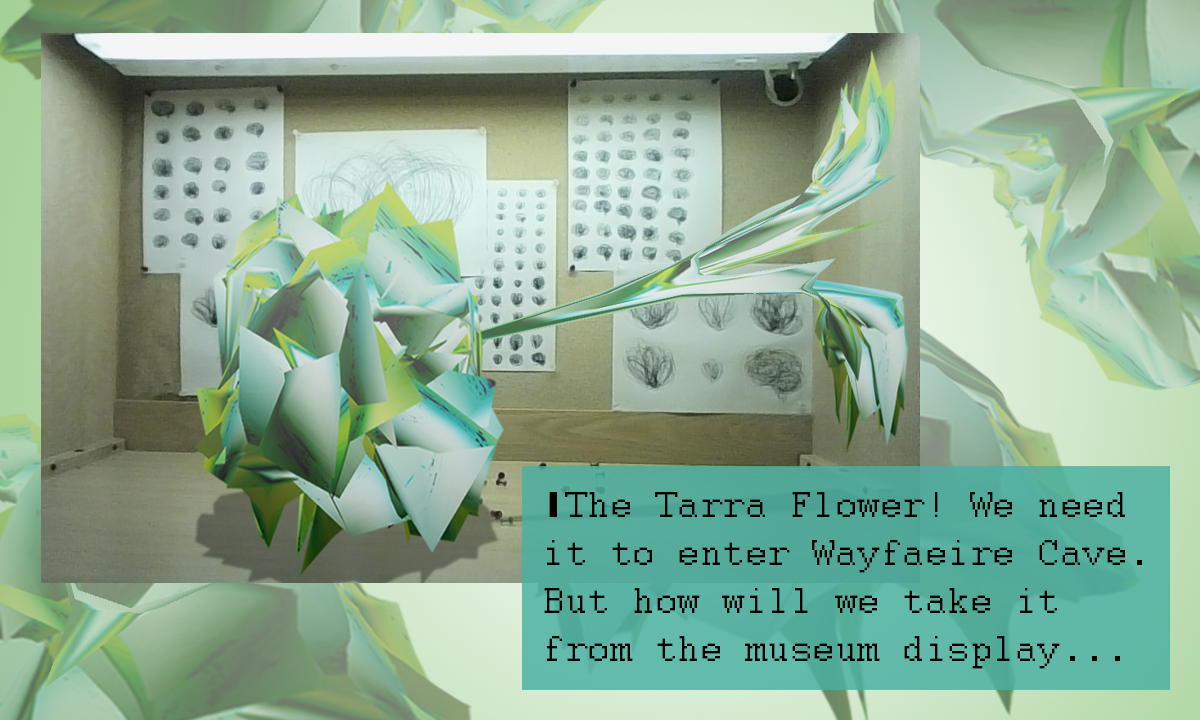 The Tarra Flower! We need
it to enter Wayfaeire Cave.
But how will we take it
from the museum display...